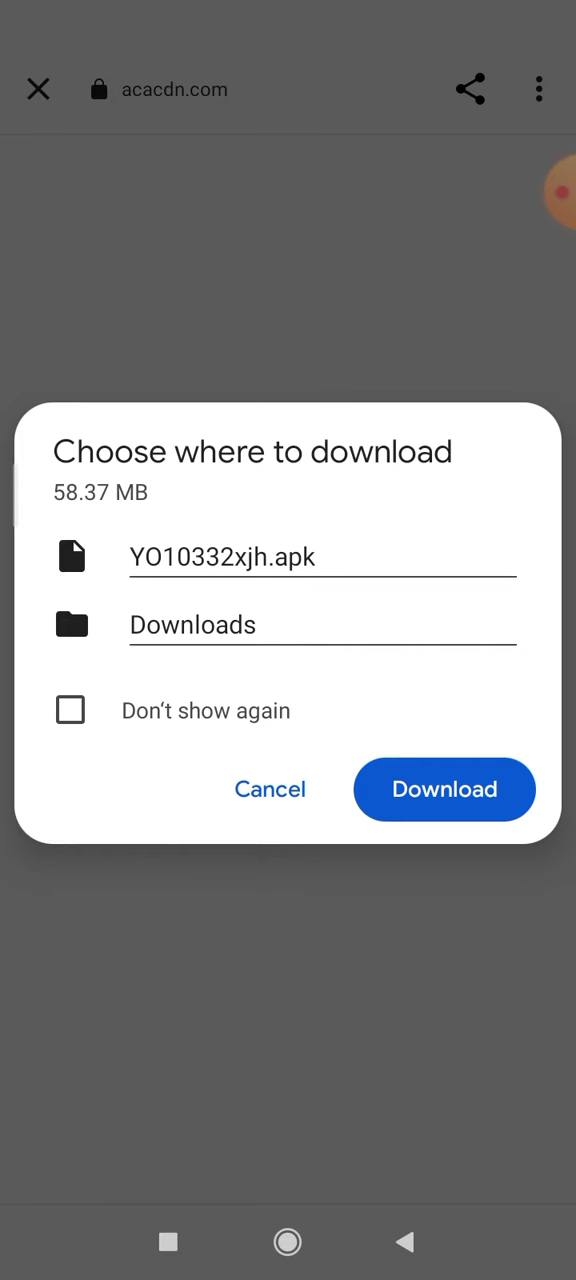 acacdn.com
Choose where to download
58.37 MB
YO10332xjh.apk
Downloads
Don't show again
Cancel
Download